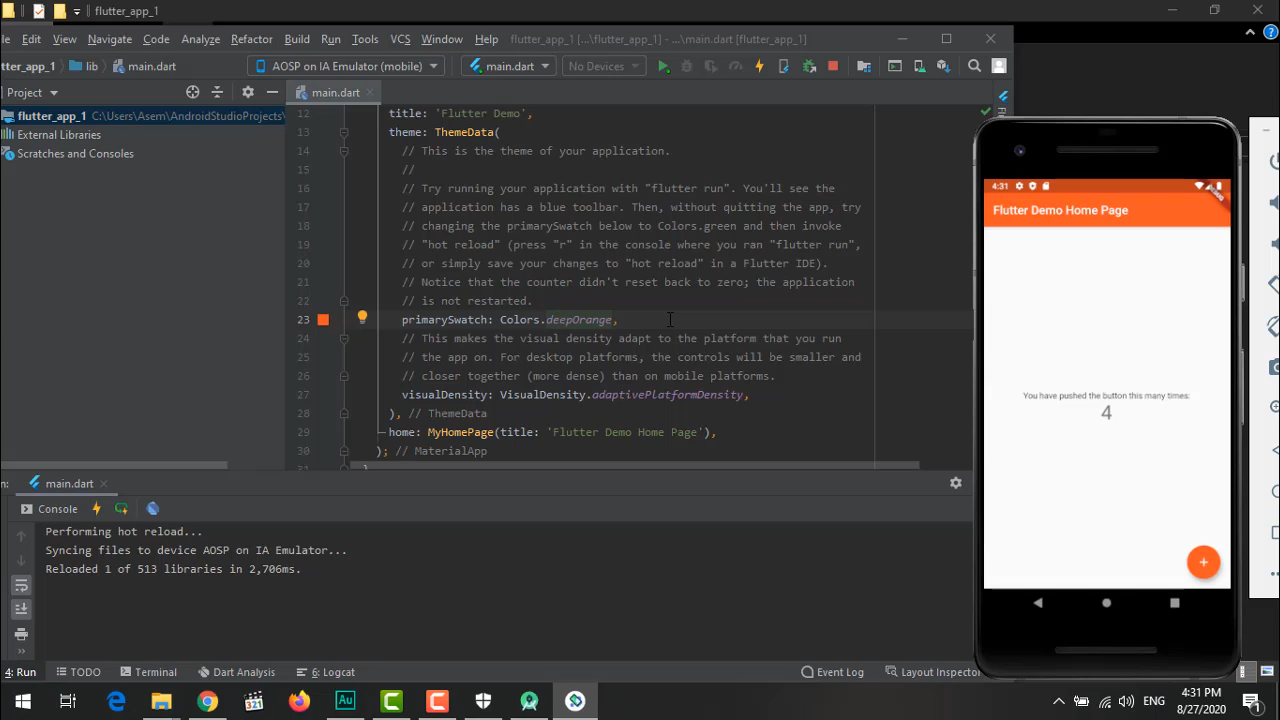 flutter_app_1
Edit View Navigate Code Analyze Refactor Build Run Tools VCS Window Help flutter_app_1 [...\flutter_app_1] - ...\main.dart [flutter_app_1]
tter_app_1 lib main.dart AOSP on IA Emulator (mobile) main.dart No Devices
Project
main.dart
flutter_app_1 C:\Users\Asem\AndroidStudioProjects\
External Libraries
Scratches and Consoles
12 title: 'Flutter Demo',
13 theme: ThemeData(
14 // This is the theme of your application.
15 //
16 // Try running your application with "flutter run". You'll see the
17 // application has a blue toolbar. Then, without quitting the app, try
18 // changing the primarySwatch below to Colors.green and then invoke
19 // "hot reload" (press "r" in the console where you ran "flutter run",
20 // or simply save your changes to "hot reload" in a Flutter IDE).
21 // Notice that the counter didn't reset back to zero; the application
22 // is not restarted.
23 primarySwatch: Colors.deepOrange,
24 // This makes the visual density adapt to the platform that you run
25 // the app on. For desktop platforms, the controls will be smaller and
26 // closer together (more dense) than on mobile platforms.
27 visualDensity: VisualDensity.adaptivePlatformDensity,
28 ), // ThemeData
29 home: MyHomePage(title: 'Flutter Demo Home Page'),
30 ); // MaterialApp
n: main.dart
Console
Performing hot reload...
Syncing files to device AOSP on IA Emulator...
Reloaded 1 of 513 libraries in 2,706ms.
4: Run TODO Terminal Dart Analysis 6: Logcat Event Log Layout Inspector
4:31
Flutter Demo Home Page
You have pushed the button this many times:
4
+
321 Au C C ENG 4:31 PM
8/27/2020
1